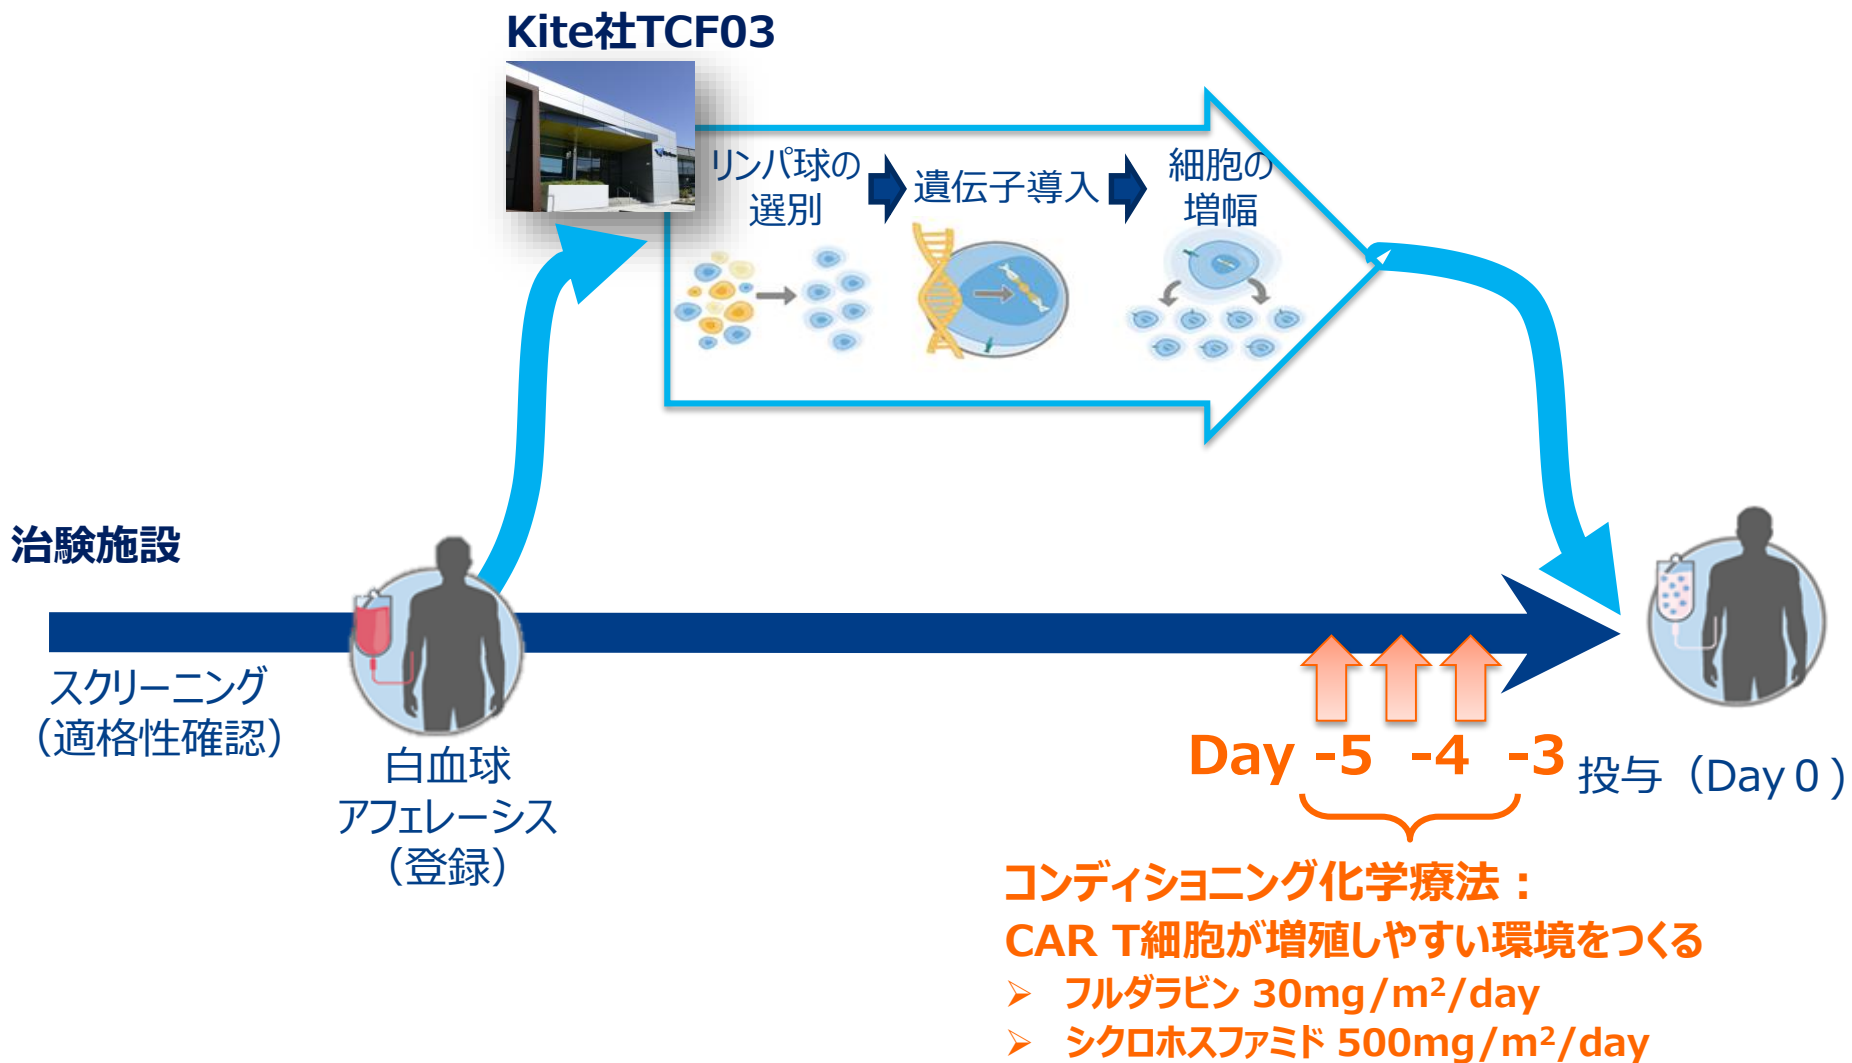 Kite社TCF03
リンパ球の
選別
遺伝子導入
細胞の
増幅
治験施設
スクリーニング
（適格性確認）
白血球
アフェレーシス
（登録）
Day -5 -4 -3
投与（Day０)
コンディショニング化学療法：
CAR T細胞が増殖しやすい環境をつくる
➢ フルダラビン 30mg/m²/day
➢ シクロホスファミド 500mg/m²/day